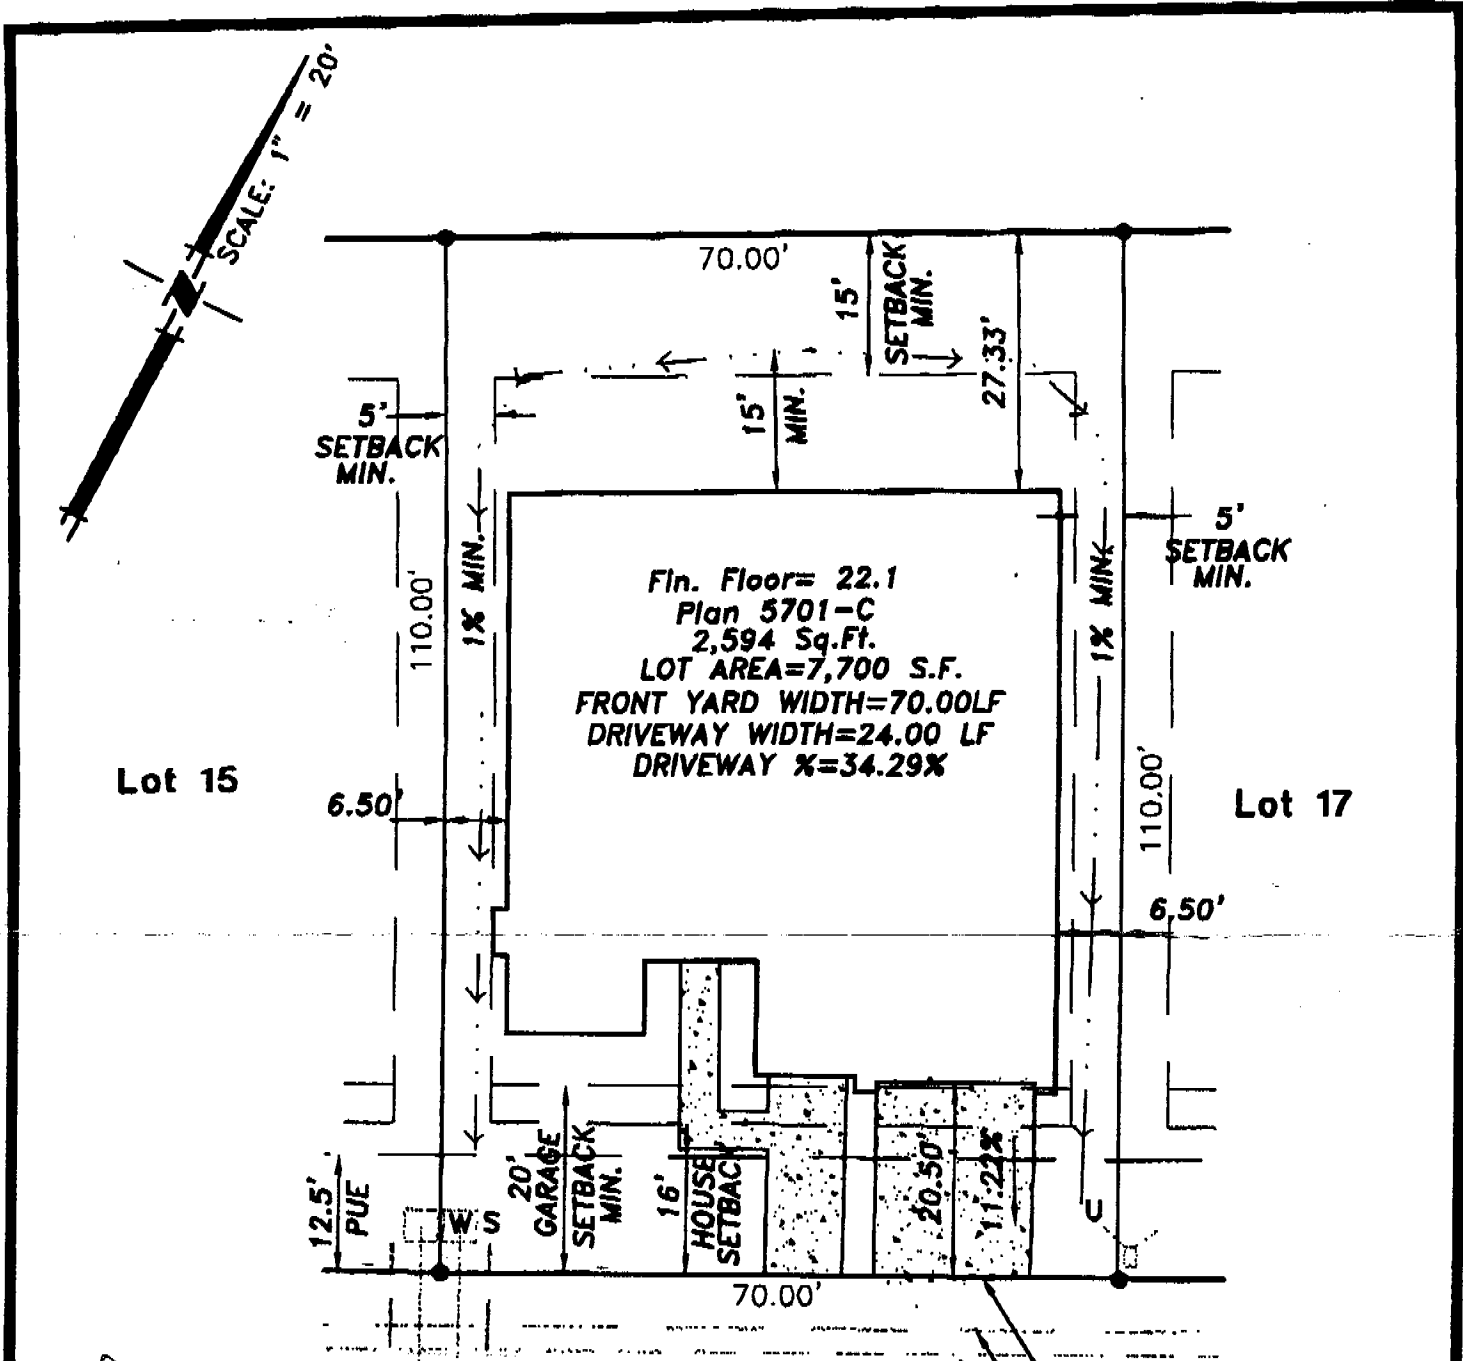 SCALE: 1" = 20'
70.00'
15'
SETBACK
MIN.
27.33'
15'
MIN.
5'
SETBACK
MIN.
5'
SETBACK
MIN.
110.00'
1% MIN.
1% MIN.
Fin. Floor= 22.1
Plan 5701-C
2,594 Sq.Ft.
LOT AREA=7,700 S.F.
FRONT YARD WIDTH=70.00LF
DRIVEWAY WIDTH=24.00 LF
DRIVEWAY %=34.29%
Lot 15
6.50'
110.00'
Lot 17
6.50'
12.5'
PUE
W S
20'
GARAGE
SETBACK
MIN.
16'
HOUSE
SETBACK
20.50'
11.22%
U
70.00'